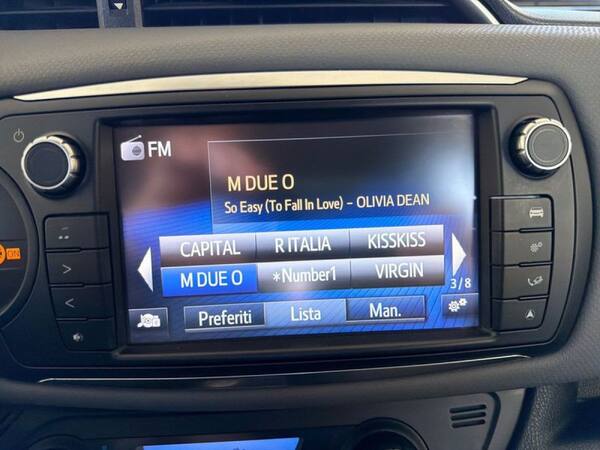 FM
M DUE O
So Easy (To Fall In Love) – OLIVIA DEAN
CAPITAL R ITALIA KISSKISS
M DUE O *Number1 VIRGIN
3/8
Preferiti Lista Man.